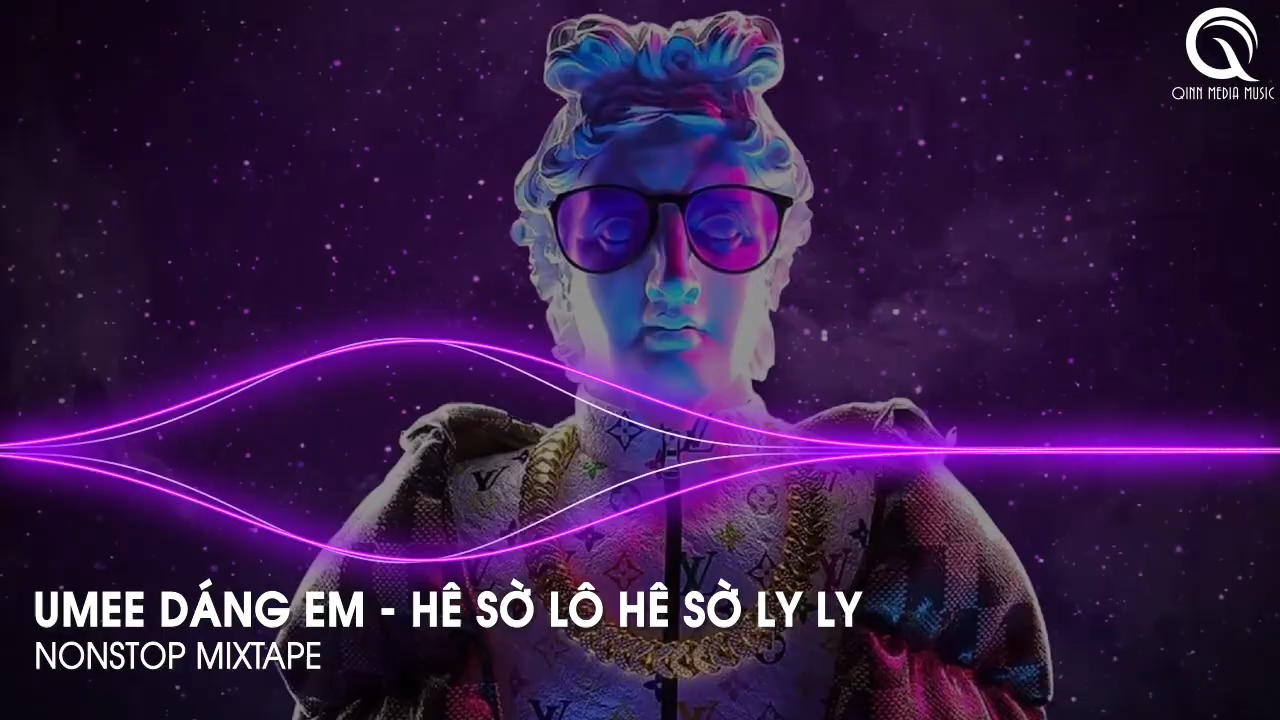 QINN MEDIA MUSIC
UMEE DÁNG EM - HÊ SỜ LÔ HÊ SỜ LY LY
NONSTOP MIXTAPE